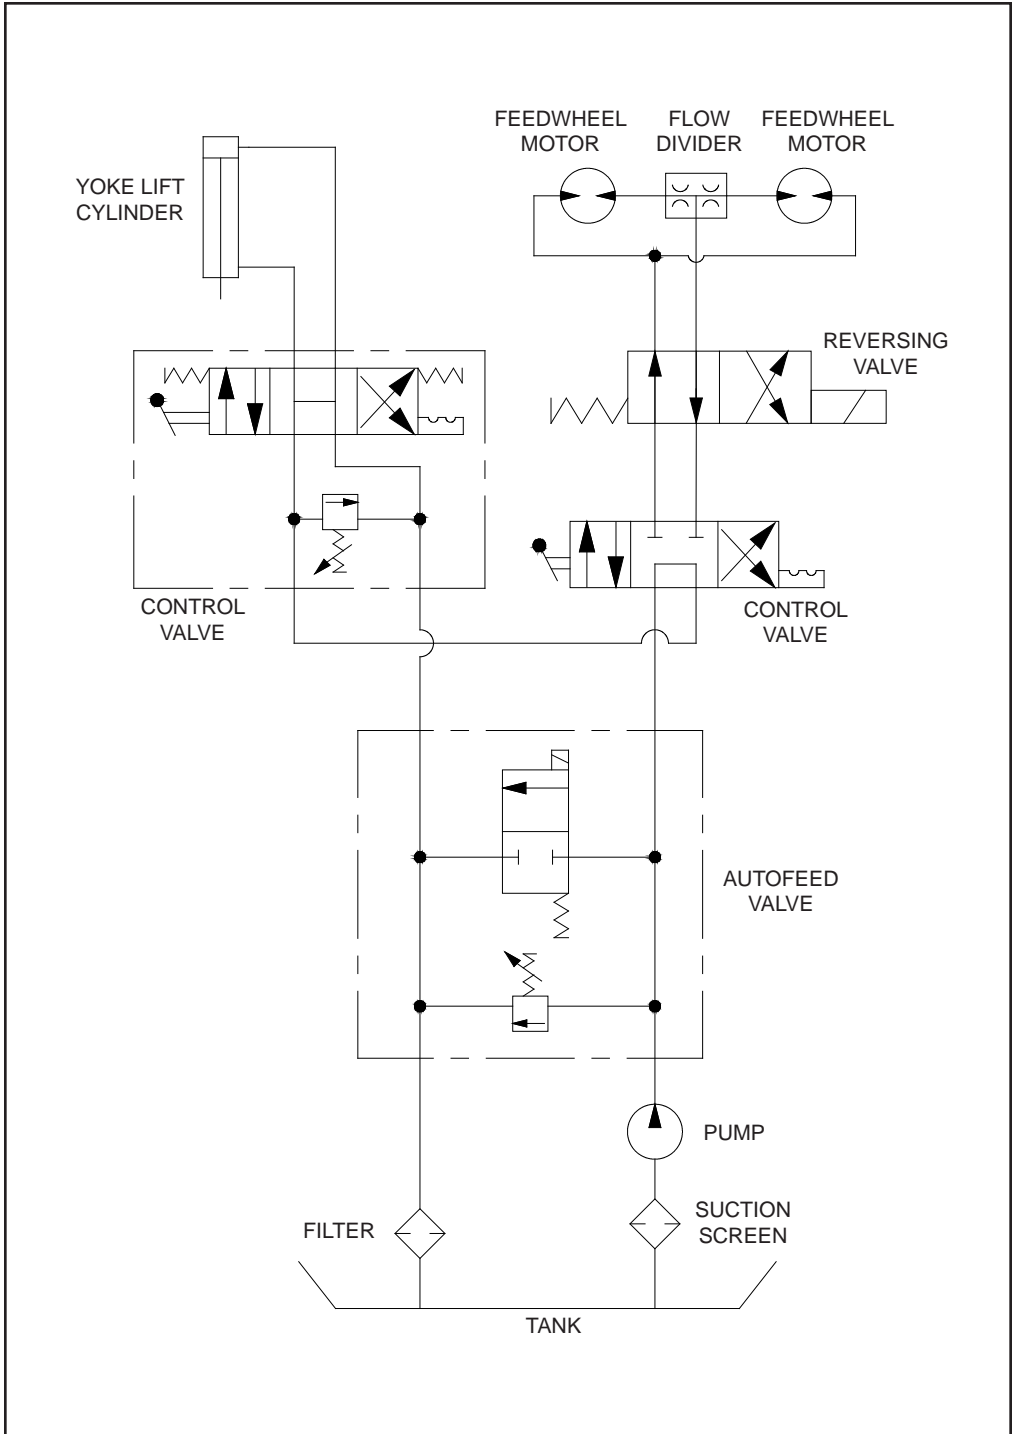 FEEDWHEEL
MOTOR
FLOW
DIVIDER
FEEDWHEEL
MOTOR
YOKE LIFT
CYLINDER
REVERSING
VALVE
CONTROL
VALVE
CONTROL
VALVE
AUTOFEED
VALVE
PUMP
SUCTION
SCREEN
FILTER
TANK